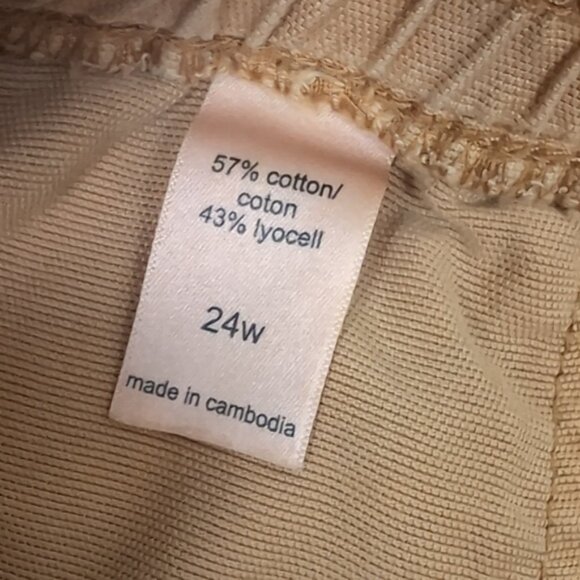 57% cotton/
coton
43% lyocell
24w
made in cambodia